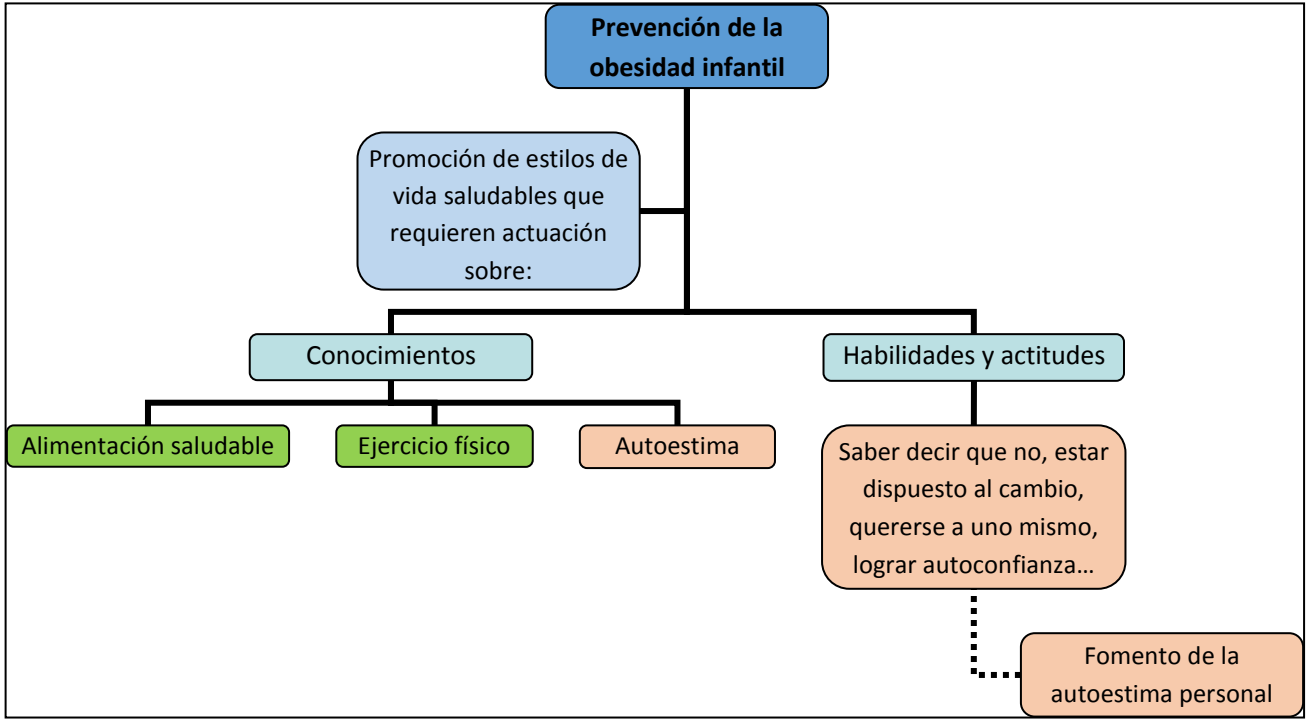 Prevención de la
obesidad infantil
Promoción de estilos de
vida saludables que
requieren actuación
sobre:
Conocimientos
Habilidades y actitudes
Alimentación saludable
Ejercicio físico
Autoestima
Saber decir que no, estar
dispuesto al cambio,
quererse a uno mismo,
lograr autoconfianza...
Fomento de la
autoestima personal